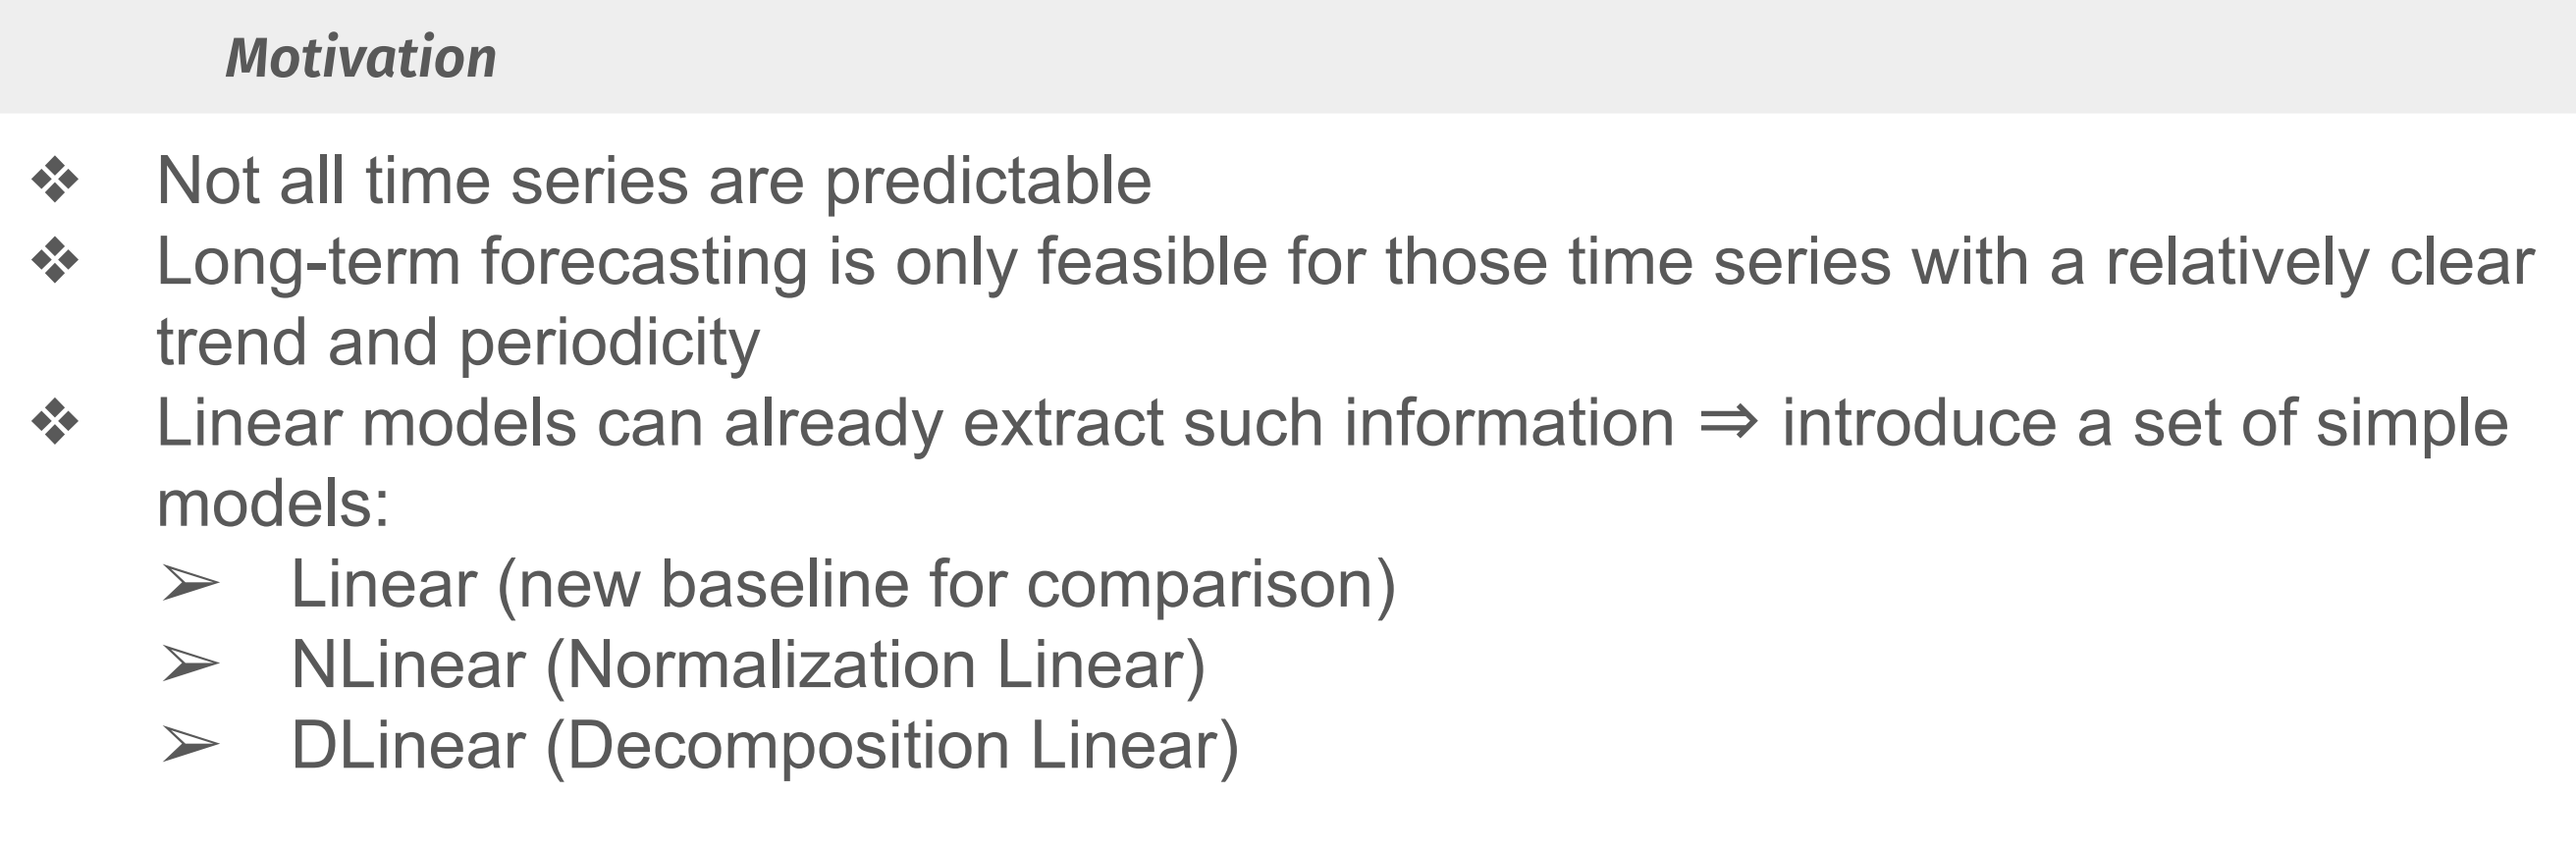 Motivation
❖ Not all time series are predictable
❖ Long-term forecasting is only feasible for those time series with a relatively clear
trend and periodicity
❖ Linear models can already extract such information ⇒ introduce a set of simple
models:
➢ Linear (new baseline for comparison)
➢ NLinear (Normalization Linear)
➢ DLinear (Decomposition Linear)